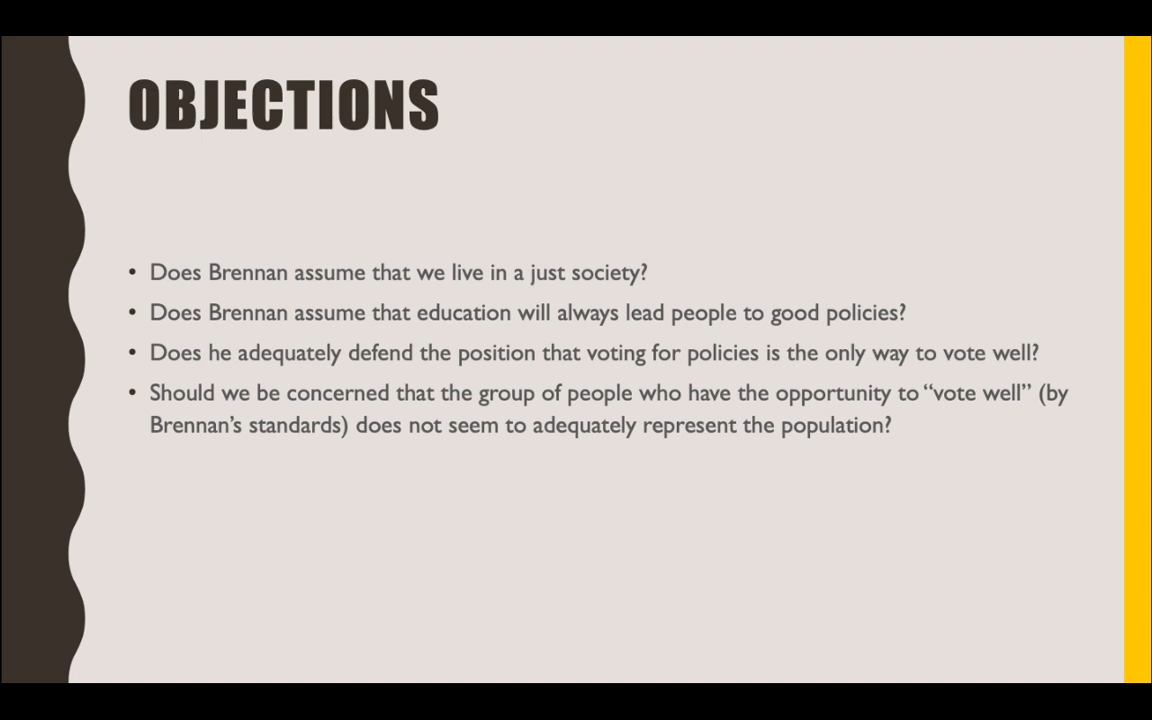 OBJECTIONS
• Does Brennan assume that we live in a just society?
• Does Brennan assume that education will always lead people to good policies?
• Does he adequately defend the position that voting for policies is the only way to vote well?
• Should we be concerned that the group of people who have the opportunity to “vote well” (by
Brennan’s standards) does not seem to adequately represent the population?